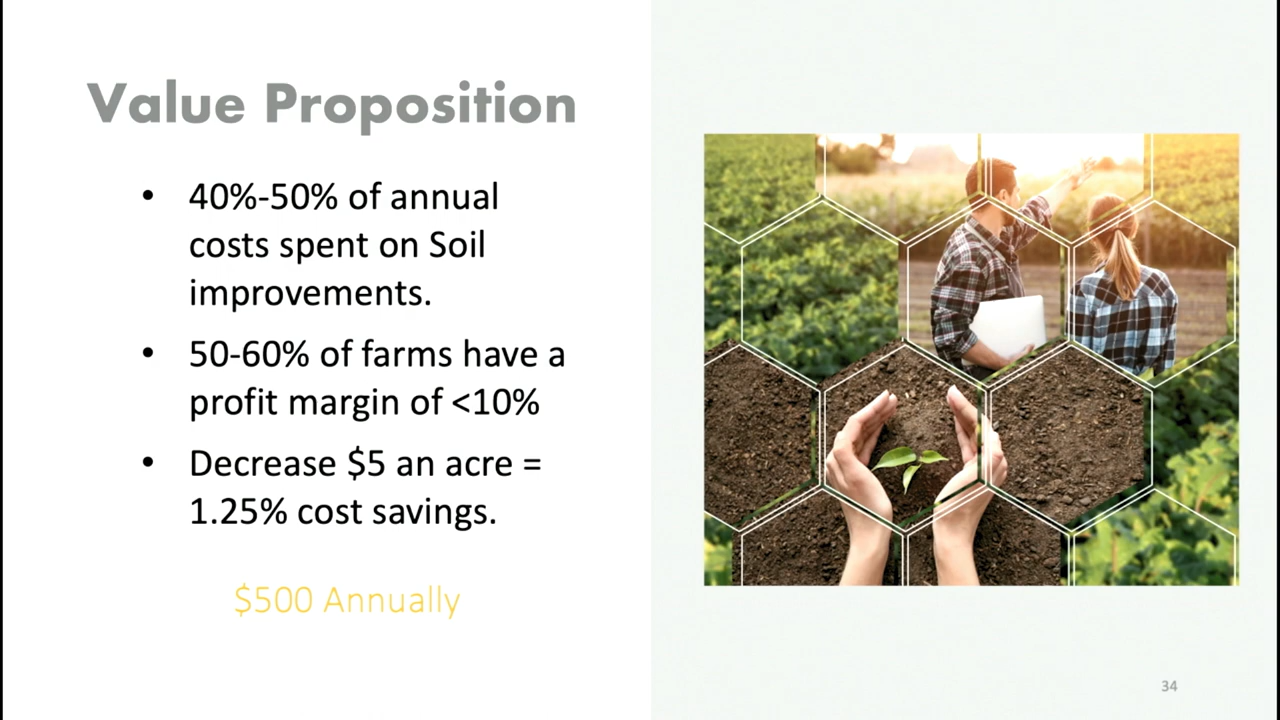 Value Proposition
• 40%-50% of annual
costs spent on Soil
improvements.
• 50-60% of farms have a
profit margin of <10%
• Decrease $5 an acre =
1.25% cost savings.
$500 Annually
34